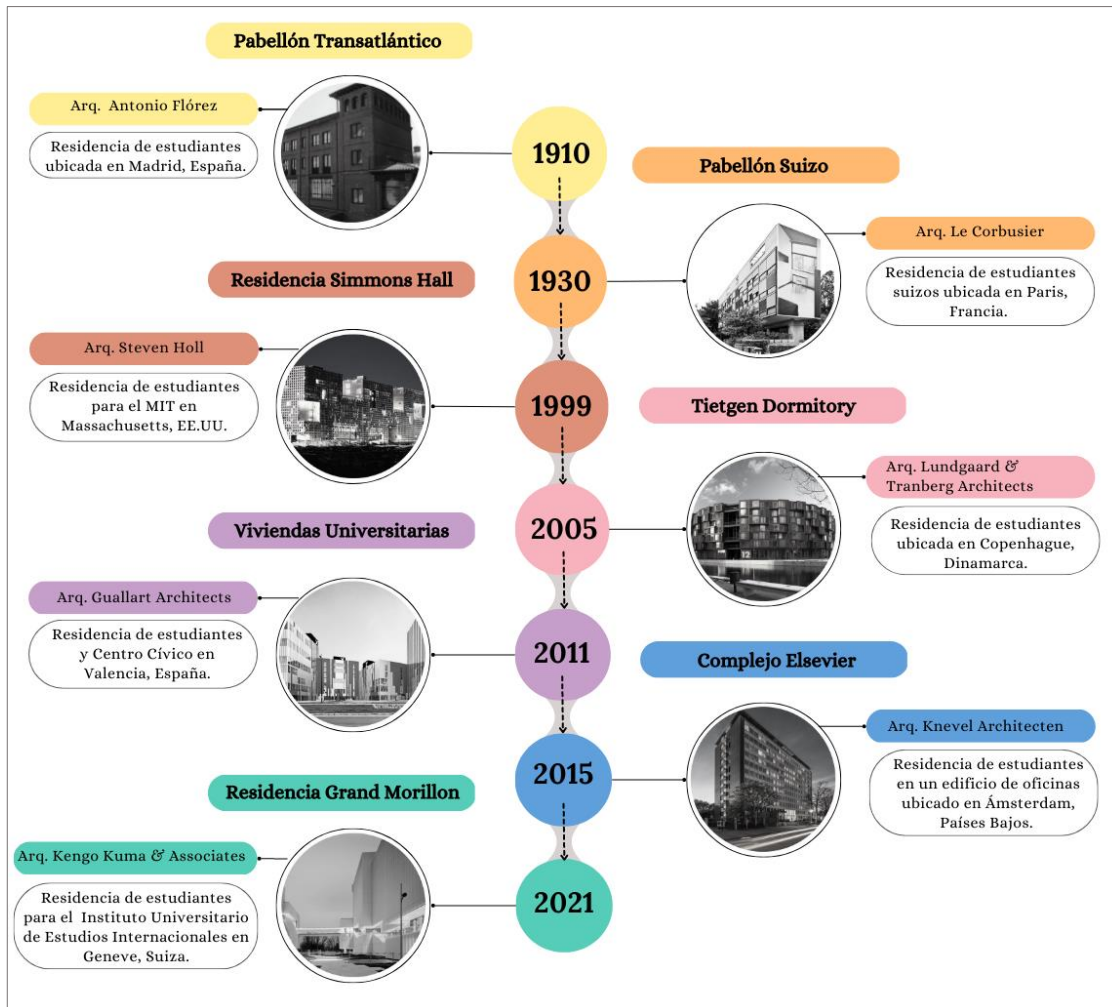 Pabellón Transatlántico
Arq. Antonio Flórez
Residencia de estudiantes
ubicada en Madrid, España.
1910
Pabellón Suizo
Arq. Le Corbusier
Residencia de estudiantes
suizos ubicada en Paris,
Francia.
1930
Residencia Simmons Hall
Arq. Steven Holl
Residencia de estudiantes
para el MIT en
Massachusetts, EE.UU.
1999
Tietgen Dormitory
Arq. Lundgaard &
Tranberg Architects
Residencia de estudiantes
ubicada en Copenhague,
Dinamarca.
2005
Viviendas Universitarias
Arq. Guallart Architects
Residencia de estudiantes
y Centro Cívico en
Valencia, España.
2011
Complejo Elsevier
Arq. Knevel Architecten
Residencia de estudiantes
en un edificio de oficinas
ubicado en Ámsterdam,
Países Bajos.
2015
Residencia Grand Morillon
Arq. Kengo Kuma & Associates
Residencia de estudiantes
para el Instituto Universitario
de Estudios Internacionales en
Geneve, Suiza.
2021